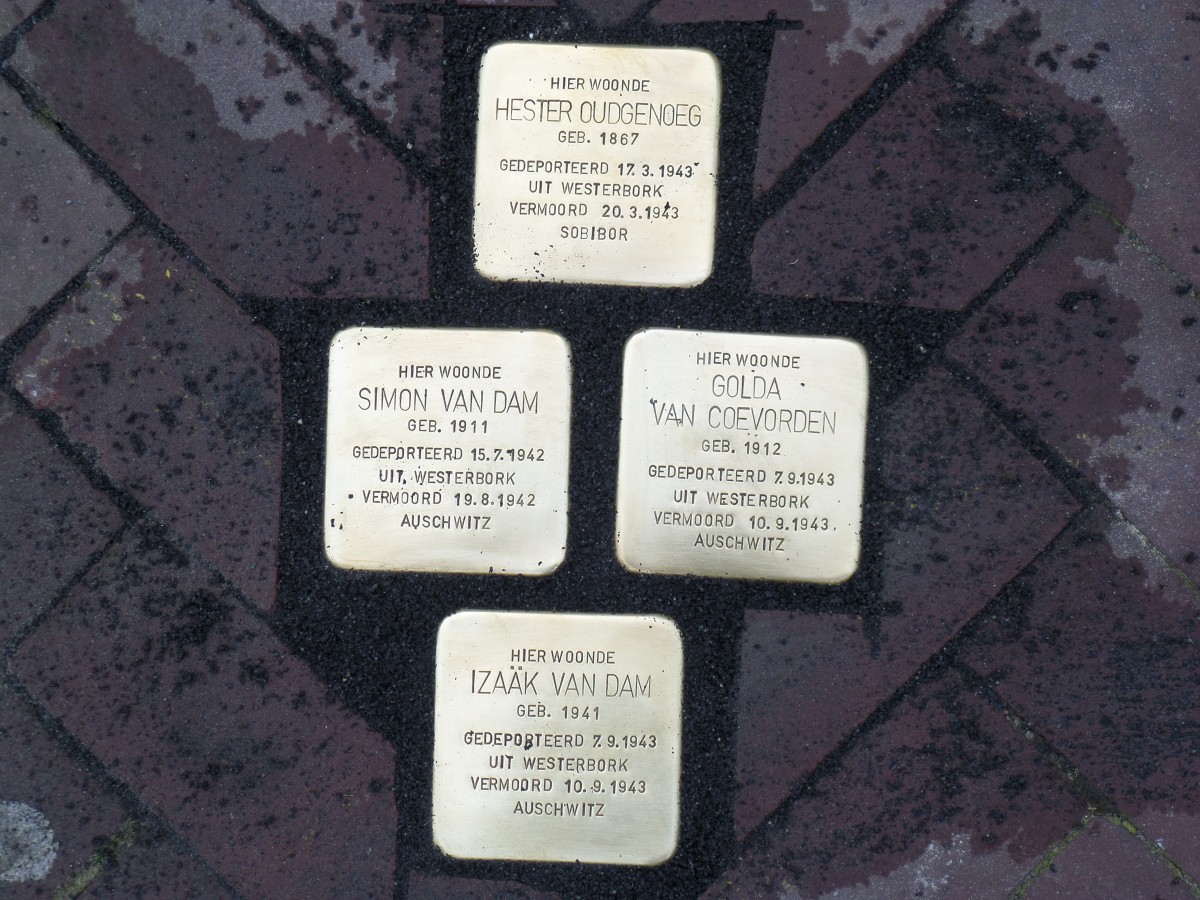 HIER WOONDE
HESTER OUDGENOEG
GEB. 1867
GEDEPORTEERD 17.3.1943
UIT WESTERBORK
VERMOORD 20.3.1943
SOBIBOR
HIER WOONDE
SIMON VAN DAM
GEB. 1911
GEDEPORTEERD 15.7.1942
UIT WESTERBORK
VERMOORD 19.8.1942
AUSCHWITZ
HIER WOONDE
GOLDA
VAN COEVORDEN
GEB. 1912
GEDEPORTEERD 7.9.1943
UIT WESTERBORK
VERMOORD 10.9.1943
AUSCHWITZ
HIER WOONDE
IZAÄK VAN DAM
GEB. 1941
GEDEPORTEERD 7.9.1943
UIT WESTERBORK
VERMOORD 10.9.1943
AUSCHWITZ